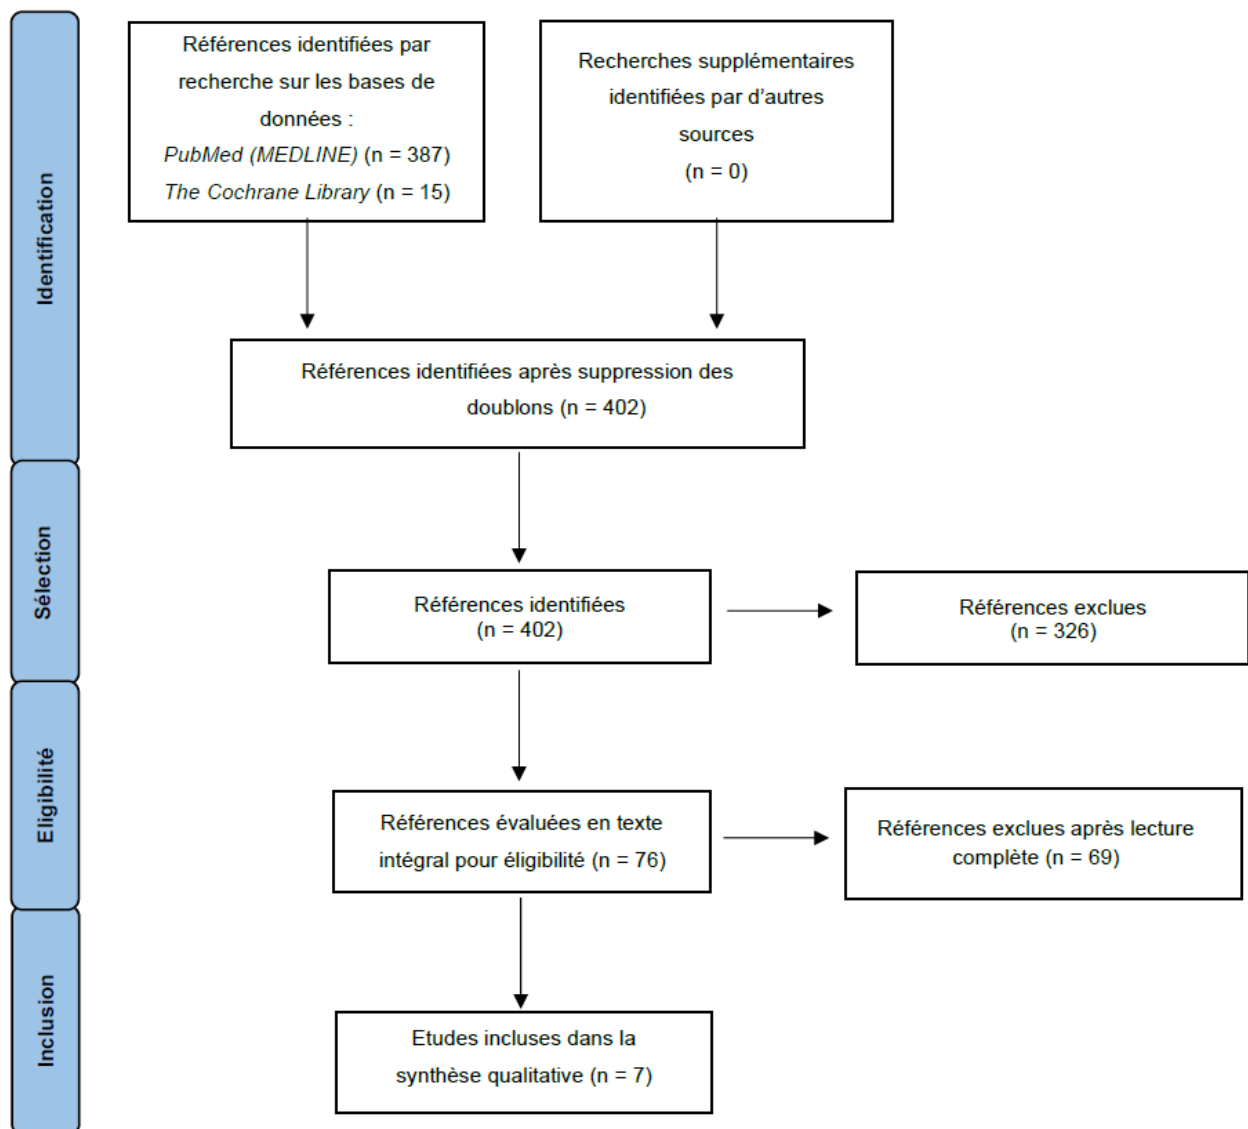 Identification
Références identifiées par
recherche sur les bases de
données :
PubMed (MEDLINE) (n = 387)
The Cochrane Library (n = 15)
Recherches supplémentaires
identifiées par d’autres
sources
(n = 0)
Références identifiées après suppression des
doublons (n = 402)
Sélection
Références identifiées
(n = 402)
Références exclues
(n = 326)
Eligibilité
Références évaluées en texte
intégral pour éligibilité (n = 76)
Références exclues après lecture
complète (n = 69)
Inclusion
Etudes incluses dans la
synthèse qualitative (n = 7)